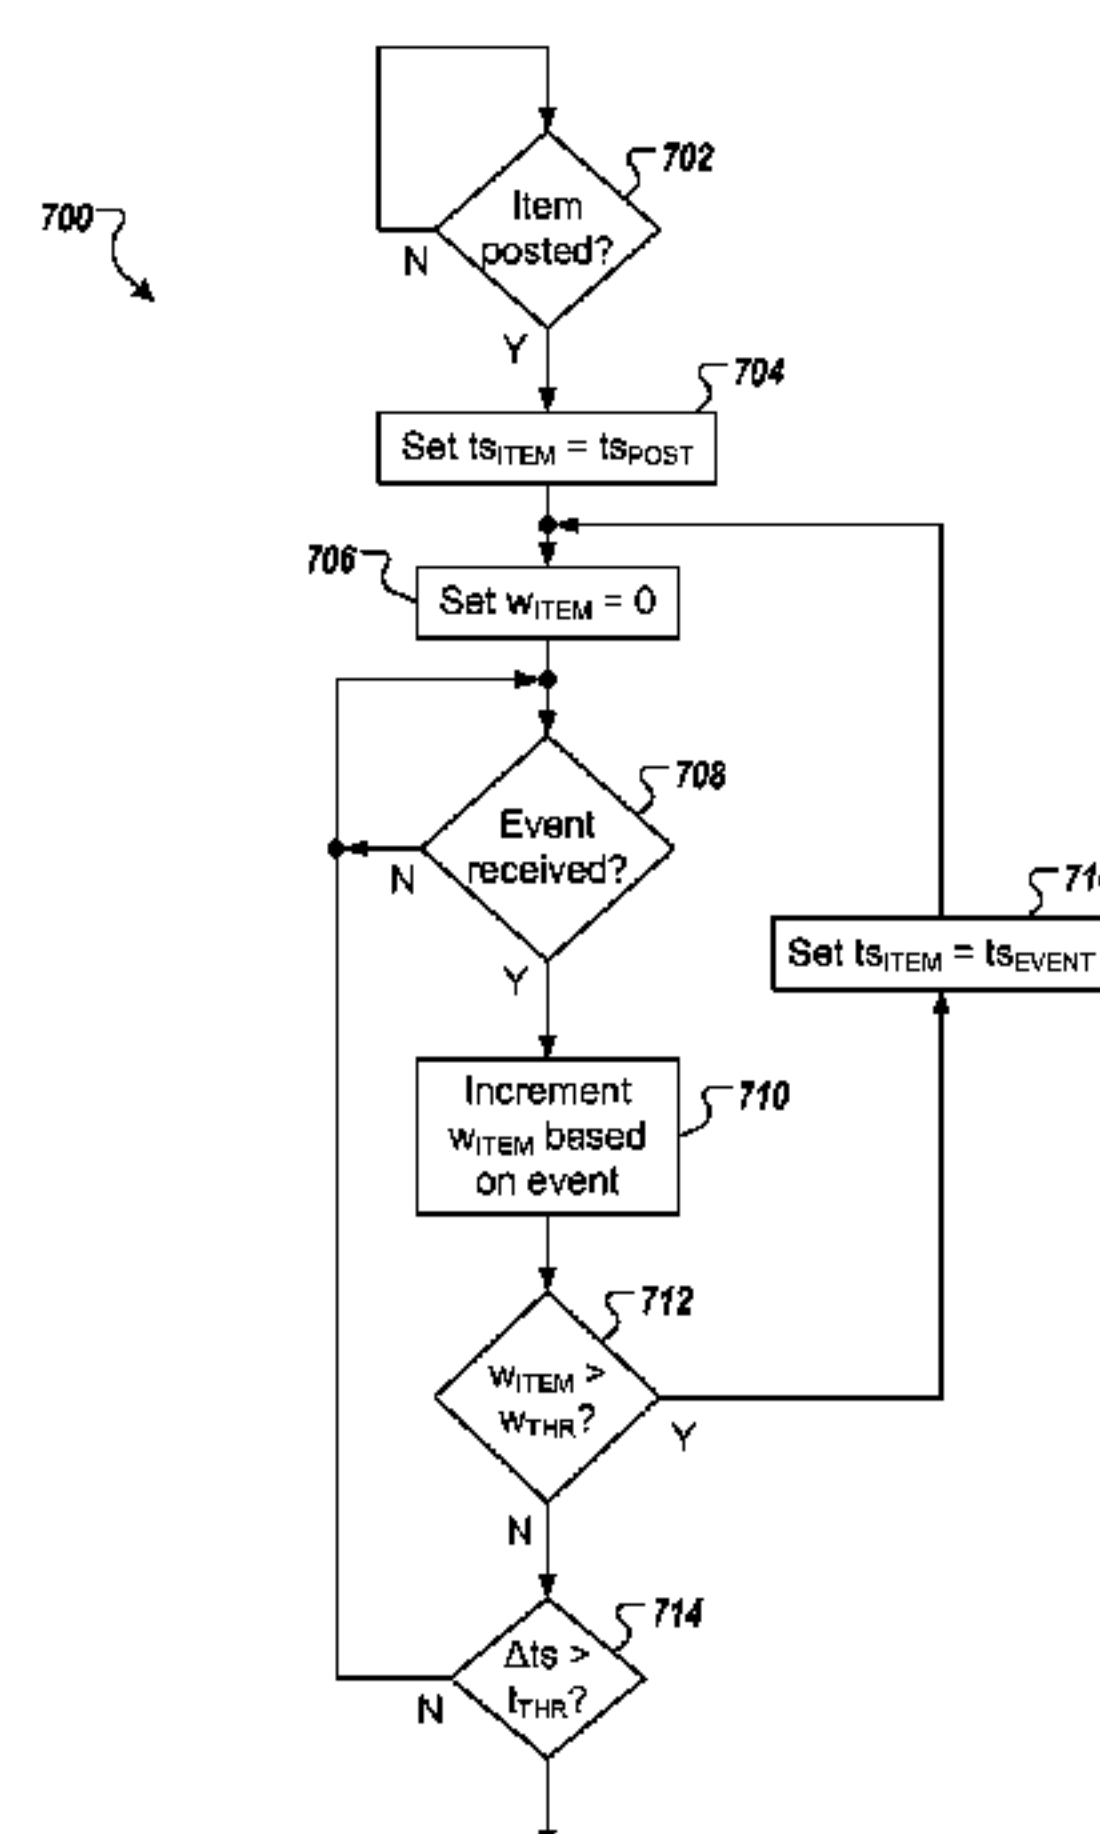 702
700
Item
posted?
N
Y
704
Set tsITEM = tsPOST
706
Set wITEM = 0
708
Event
received?
N
Y
Set tsITEM = tsEVENT
710
Increment
wITEM based
on event
712
wITEM >
wTHR?
Y
N
714
Δts >
tTHR?
N